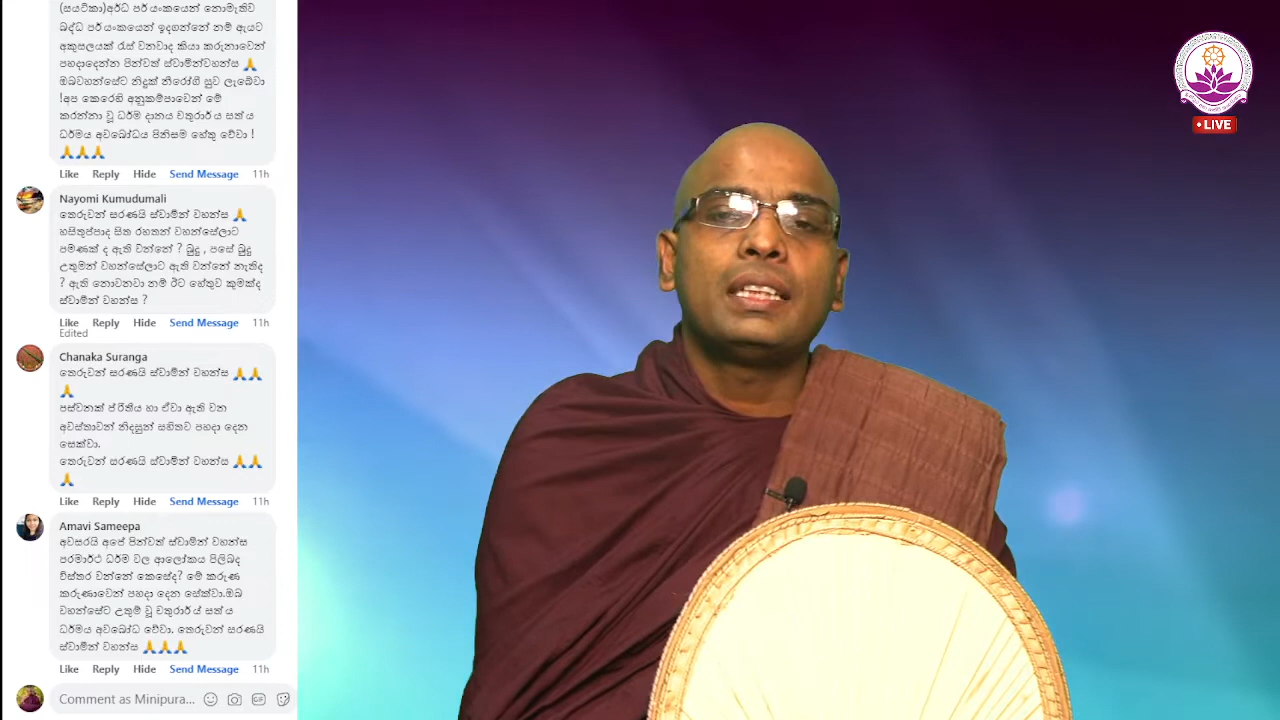 (සයටිකා)අර්ධ පර්‍යංකයෙන් නොමැතිව
බද්ධ පර්‍යංකයෙන් ඉදගන්නේ නම් ඇයට
අකුසලයක් රැස් වනවාද කියා කරුනාවෙන්
පහදාදෙන්න පින්වත් ස්වාමින්වහන්ස 🙏
ඔබවහන්සේට නිදුක් නිරෝගී සුව ලැබේවා
!අප කෙරෙහි අනුකම්පාවෙන් මේ
කරන්නා වූ ධර්ම දානය චතුරාර්‍ය සත්‍ය
ධර්මය අවබෝධය පිනිසම හේතු වේවා !
🙏🙏🙏
Like Reply Hide Send Message 11h
Nayomi Kumudumali
තෙරුවන් සරණයි ස්වාමීන් වහන්ස 🙏
හසිතුප්පාද සිත රහතන් වහන්සේලාට
පමණක් ද ඇති වන්නේ ? බුදු , පසේ බුදු
උතුමන් වහන්සේලාට ඇති වන්නේ නැතිද
? ඇති නොවනවා නම් ඊට හේතුව කුමක්ද
ස්වාමීන් වහන්ස ?
Like Reply Hide Send Message 11h
Edited
Chanaka Suranga
තෙරුවන් සරණයි ස්වාමීන් වහන්ස 🙏🙏
🙏
පස්වනක් ප්‍රීතිය හා ඒවා ඇති වන
අවස්තාවන් නිදසුන් සහිතව පහදා දෙන
සෙක්වා.
තෙරුවන් සරණයි ස්වාමීන් වහන්ස 🙏🙏
🙏
Like Reply Hide Send Message 11h
Amavi Sameepa
අවසරයි අපේ පින්වත් ස්වාමීන් වහන්ස
පරමාර්ථ ධර්ම වල ආලෝකය පිලිබද
විස්තර වන්නේ කෙසේද? මේ කරුණ
කරුණාවෙන් පහදා දෙන සේක්වා.ඔබ
වහන්සේට උතුම් වූ චතුරාර්‍ය සත්‍ය
ධර්මය අවබෝධ වේවා. තෙරුවන් සරණයි
ස්වාමීන් වහන්ස 🙏🙏🙏
Like Reply Hide Send Message 11h
Comment as Minipura...
LIVE